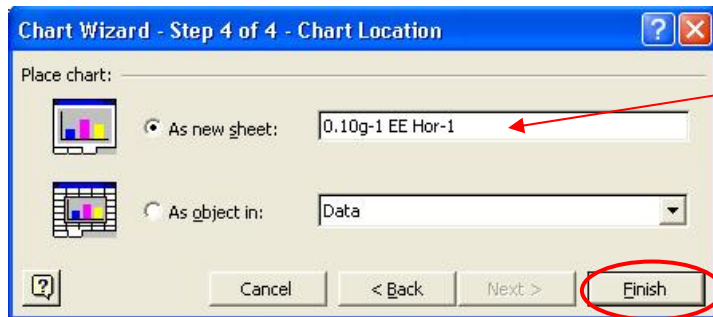 Chart Wizard - Step 4 of 4 - Chart Location
Place chart:
As new sheet: 0.10g-1 EE Hor-1
As object in: Data
Cancel < Back Next > Finish